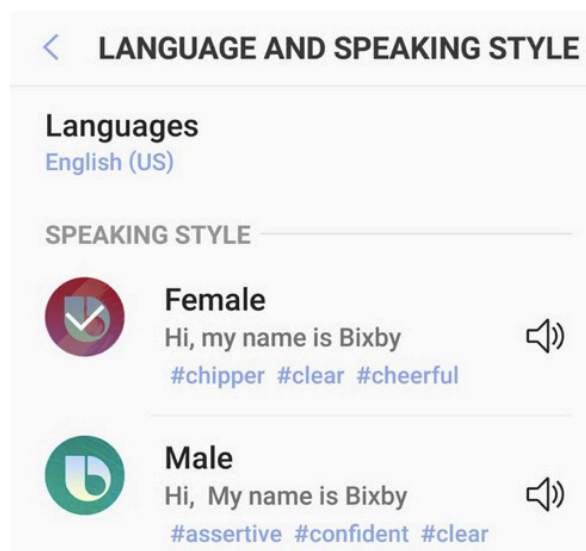 LANGUAGE AND SPEAKING STYLE
Languages
English (US)
SPEAKING STYLE
Female
Hi, my name is Bixby
#chipper #clear #cheerful
Male
Hi, My name is Bixby
#assertive #confident #clear